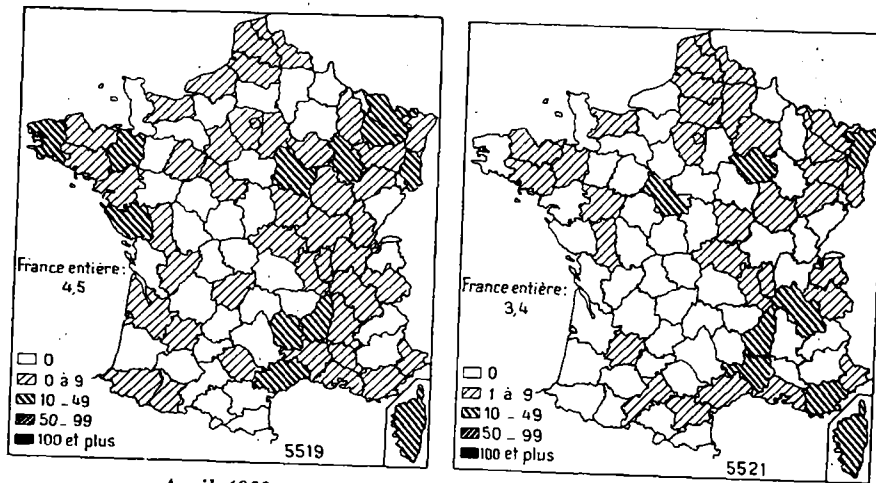 France entière:
4,5
0
0 à 9
10 _ 49
50 _ 99
100 et plus
5519
France entière:
3,4
0
1 à 9
10 _ 49
50 _ 99
100 et plus
5521